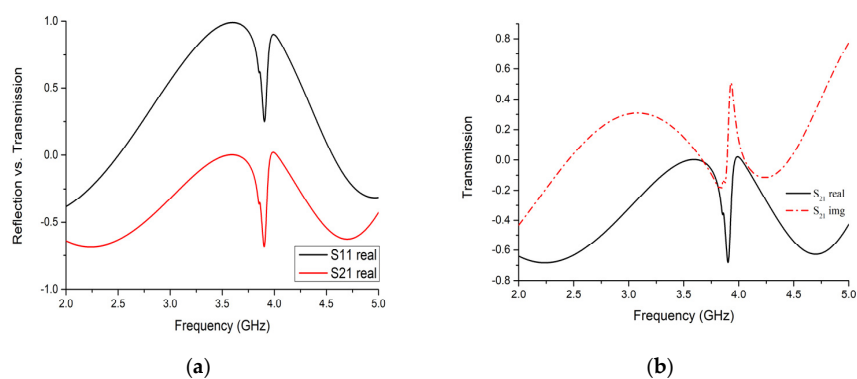 1.0
0.5
0.0
-0.5
-1.0
Reflection vs. Transmission
2.0 2.5 3.0 3.5 4.0 4.5 5.0
Frequency (GHz)
S11 real
S21 real
(a)
0.8
0.6
0.4
0.2
0.0
-0.2
-0.4
-0.6
-0.8
Transmission
2.0 2.5 3.0 3.5 4.0 4.5 5.0
Frequency (GHz)
S21 real
S21 img
(b)